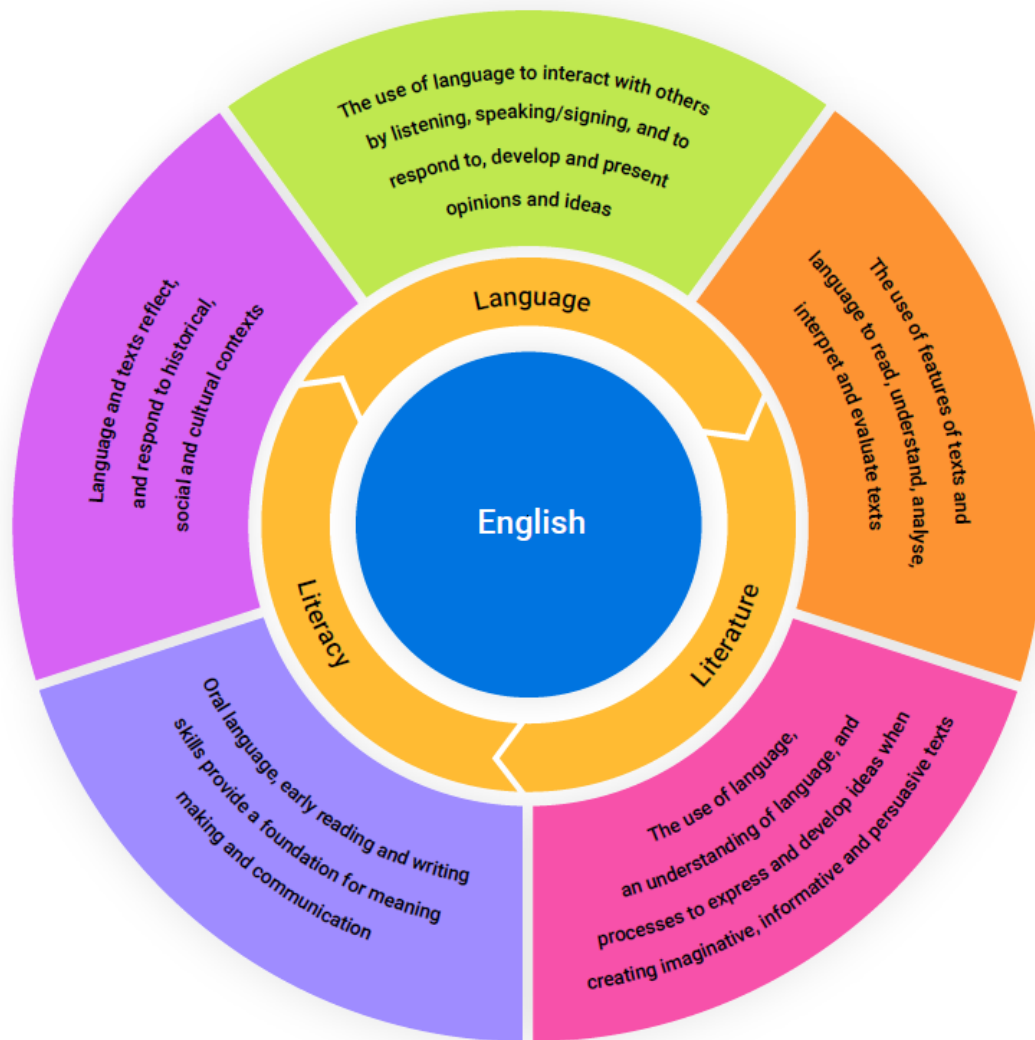 The use of language to interact with others
by listening, speaking/signing, and to
respond to, develop and present
opinions and ideas
The use of features of texts and
language to read, understand, analyse,
interpret and evaluate texts
The use of language,
an understanding of language, and
processes to express and develop ideas when
creating imaginative, informative and persuasive texts
Oral language, early reading and writing
skills provide a foundation for meaning
making and communication
Language and texts reflect,
and respond to historical,
social and cultural contexts
Language
Literature
Literacy
English